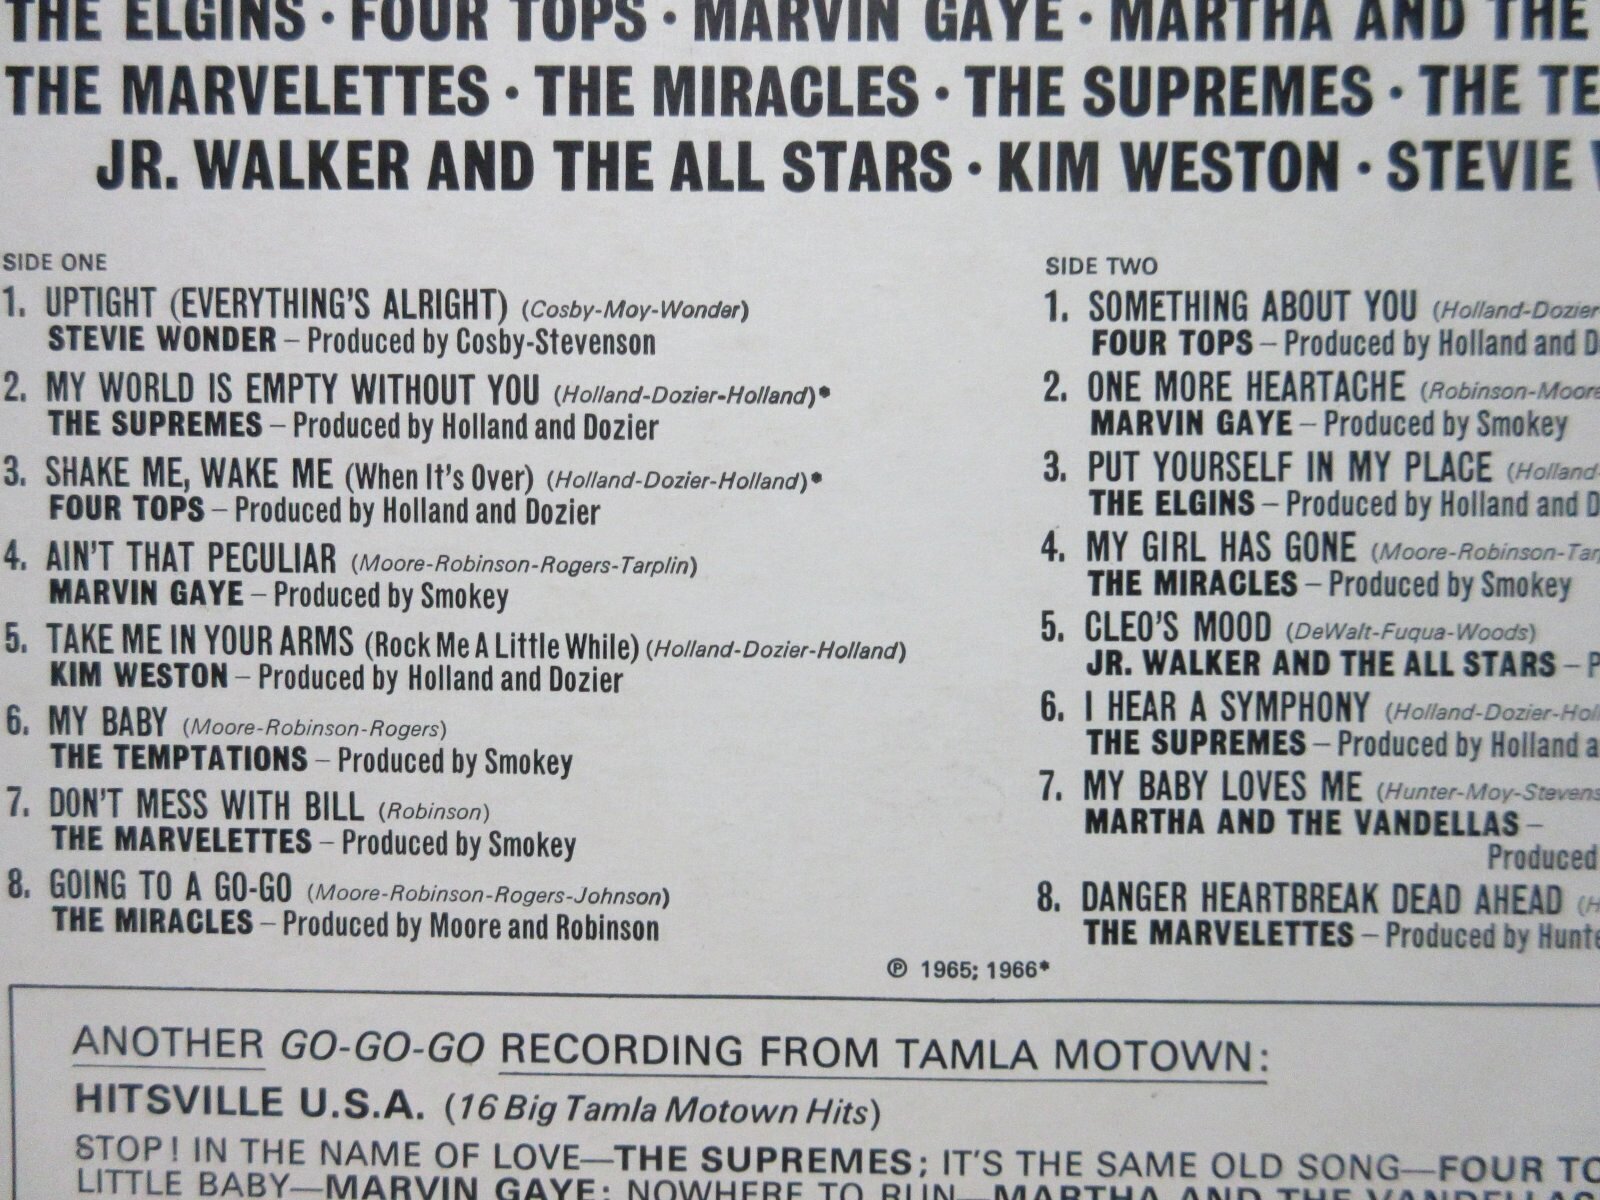 THE ELGINS · FOUR TOPS · MARVIN GAYE · MARTHA AND THE
THE MARVELETTES · THE MIRACLES · THE SUPREMES · THE TE
JR. WALKER AND THE ALL STARS · KIM WESTON · STEVIE
SIDE ONE
1. UPTIGHT (EVERYTHING'S ALRIGHT) (Cosby-Moy-Wonder)
STEVIE WONDER – Produced by Cosby-Stevenson
2. MY WORLD IS EMPTY WITHOUT YOU (Holland-Dozier-Holland)*
THE SUPREMES – Produced by Holland and Dozier
3. SHAKE ME, WAKE ME (When It's Over) (Holland-Dozier-Holland)*
FOUR TOPS – Produced by Holland and Dozier
4. AIN'T THAT PECULIAR (Moore-Robinson-Rogers-Tarplin)
MARVIN GAYE – Produced by Smokey
5. TAKE ME IN YOUR ARMS (Rock Me A Little While) (Holland-Dozier-Holland)
KIM WESTON – Produced by Holland and Dozier
6. MY BABY (Moore-Robinson-Rogers)
THE TEMPTATIONS – Produced by Smokey
7. DON'T MESS WITH BILL (Robinson)
THE MARVELETTES – Produced by Smokey
8. GOING TO A GO-GO (Moore-Robinson-Rogers-Johnson)
THE MIRACLES – Produced by Moore and Robinson
SIDE TWO
1. SOMETHING ABOUT YOU (Holland-Dozier-
FOUR TOPS – Produced by Holland and D
2. ONE MORE HEARTACHE (Robinson-Moore
MARVIN GAYE – Produced by Smokey
3. PUT YOURSELF IN MY PLACE (Holland-
THE ELGINS – Produced by Holland and D
4. MY GIRL HAS GONE (Moore-Robinson-Tar
THE MIRACLES – Produced by Smokey
5. CLEO'S MOOD (DeWalt-Fuqua-Woods)
JR. WALKER AND THE ALL STARS – P
6. I HEAR A SYMPHONY (Holland-Dozier-Hol
THE SUPREMES – Produced by Holland a
7. MY BABY LOVES ME (Hunter-Moy-Stevens
MARTHA AND THE VANDELLAS –
Produced
8. DANGER HEARTBREAK DEAD AHEAD (H
THE MARVELETTES – Produced by Hunte
℗ 1965; 1966*
ANOTHER GO-GO-GO RECORDING FROM TAMLA MOTOWN:
HITSVILLE U.S.A. (16 Big Tamla Motown Hits)
STOP! IN THE NAME OF LOVE—THE SUPREMES; IT'S THE SAME OLD SONG—FOUR TO
LITTLE BABY—MARVIN GAYE; NOWHERE TO RUN—MARTHA AND THE VANDELLAS